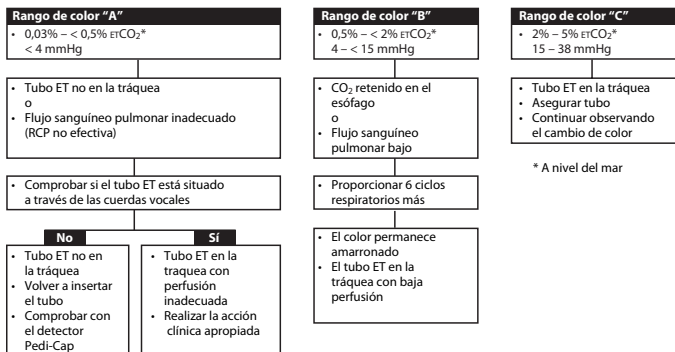 Rango de color “A”
• 0,03% – < 0,5% ETCO₂*
< 4 mmHg
• Tubo ET no en la tráquea
o
• Flujo sanguíneo pulmonar inadecuado
(RCP no efectiva)
• Comprobar si el tubo ET está situado
a través de las cuerdas vocales
No
• Tubo ET no en
la tráquea
• Volver a insertar
el tubo
• Comprobar con
el detector
Pedi-Cap
Sí
• Tubo ET en la
traquea con
perfusión
inadecuada
• Realizar la acción
clínica apropiada
Rango de color “B”
• 0,5% – < 2% ETCO₂*
4 – < 15 mmHg
• CO₂ retenido en el
esófago
o
• Flujo sanguíneo
pulmonar bajo
• Proporcionar 6 ciclos
respiratorios más
• El color permanece
amarronado
• El tubo ET en la
tráquea con baja
perfusión
Rango de color “C”
• 2% – 5% ETCO₂*
15 – 38 mmHg
• Tubo ET en la tráquea
• Asegurar tubo
• Continuar observando
el cambio de color
* A nivel del mar